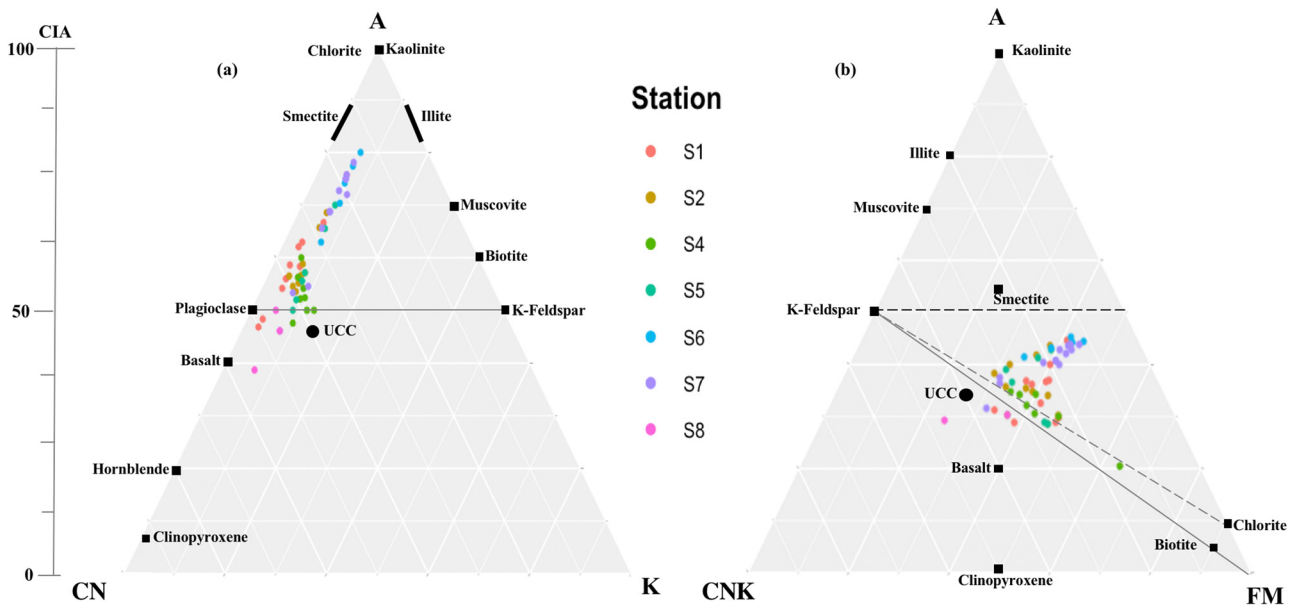 A
CIA
100
Chlorite
Kaolinite
(a)
Smectite
Illite
Muscovite
Biotite
50
Plagioclase
K-Feldspar
UCC
Basalt
Hornblende
Clinopyroxene
0
CN
K
Station
S1
S2
S4
S5
S6
S7
S8
A
(b)
Kaolinite
Illite
Muscovite
Smectite
K-Feldspar
UCC
Basalt
Chlorite
Biotite
Clinopyroxene
CNK
FM